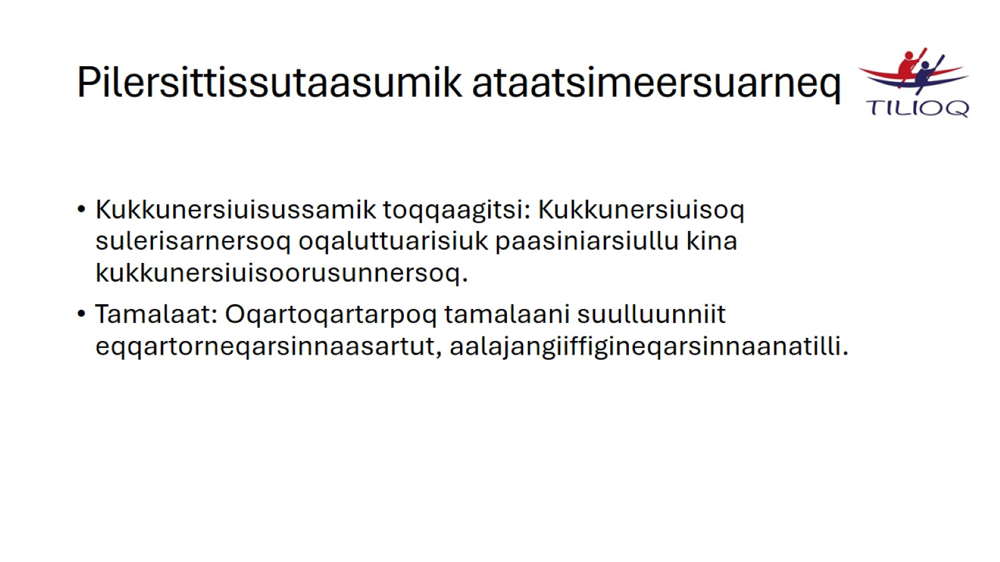 Pilersittissutaasumik ataatsimeersuarneq
TILIOQ
• Kukkunersiuisussamik toqqaagitsi: Kukkunersiuisoq
sulerisarnersoq oqaluttuarisiuk paasiniarsiullu kina
kukkunersiuisoorusunnersoq.
• Tamalaat: Oqartoqartarpoq tamalaani suulluunniit
eqqartorneqarsinnaasartut, aalajangiiffigineqarsinnaanatilli.